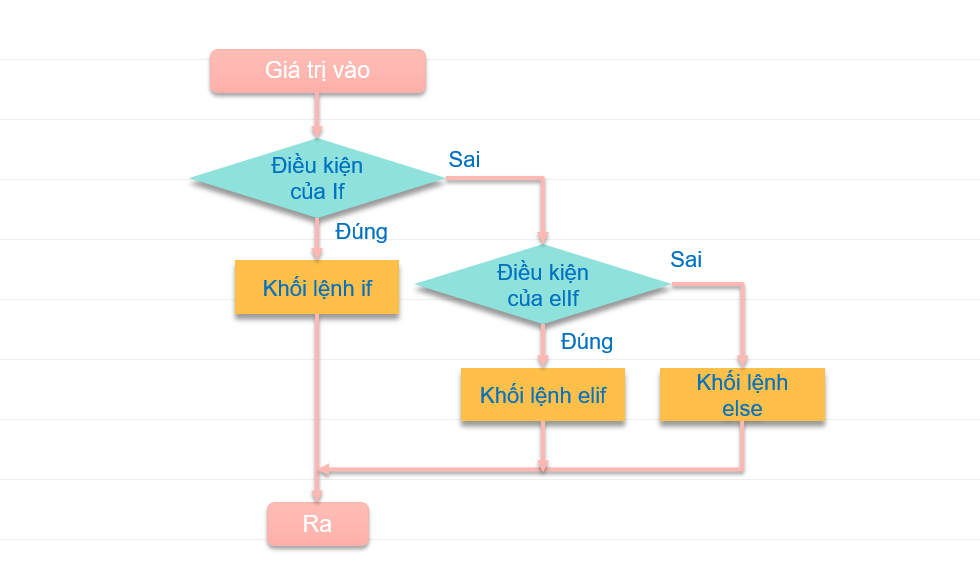 Giá trị vào
Điều kiện
của If
Sai
Đúng
Khối lệnh if
Điều kiện
của elIf
Sai
Đúng
Khối lệnh elif
Khối lệnh
else
Ra